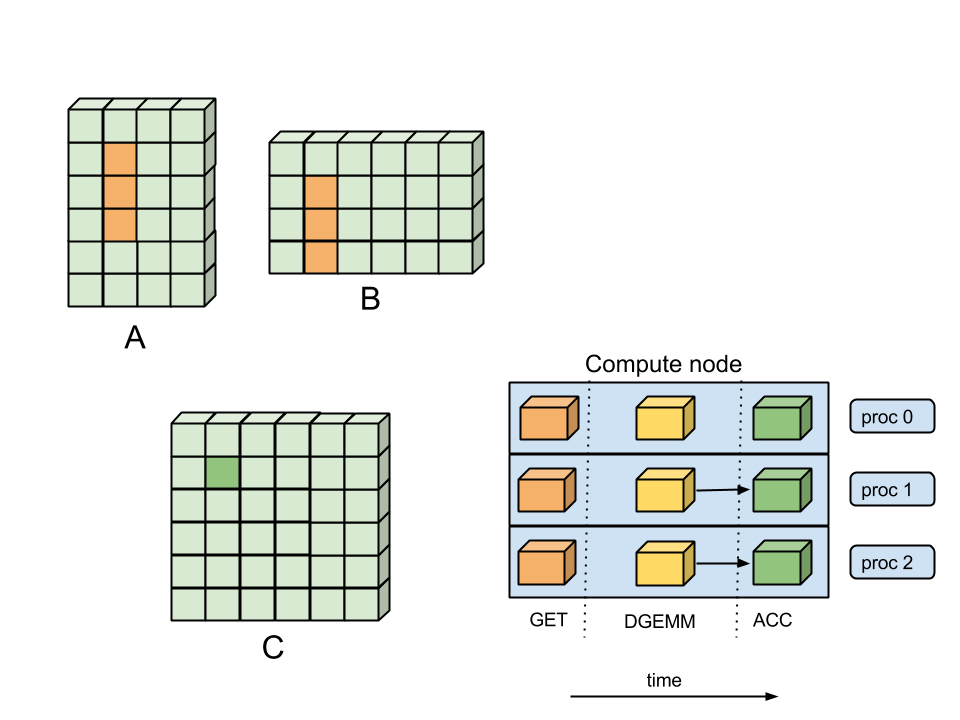 A
B
C
Compute node
proc 0
proc 1
proc 2
GET
DGEMM
ACC
time